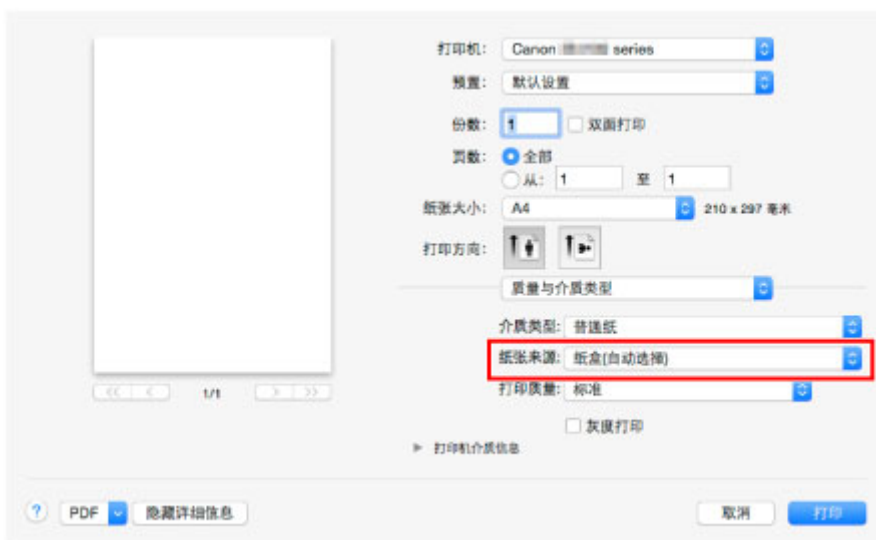 打印机: Canon series
预置: 默认设置
份数: 1 双面打印
页数: 全部
从: 1 至 1
纸张大小: A4 210 x 297 毫米
打印方向:
质量与介质类型
介质类型: 普通纸
纸张来源: 纸盒(自动选择)
打印质量: 标准
灰度打印
打印机介质信息
<< < 1/1 > >>
? PDF 隐藏详细信息 取消 打印